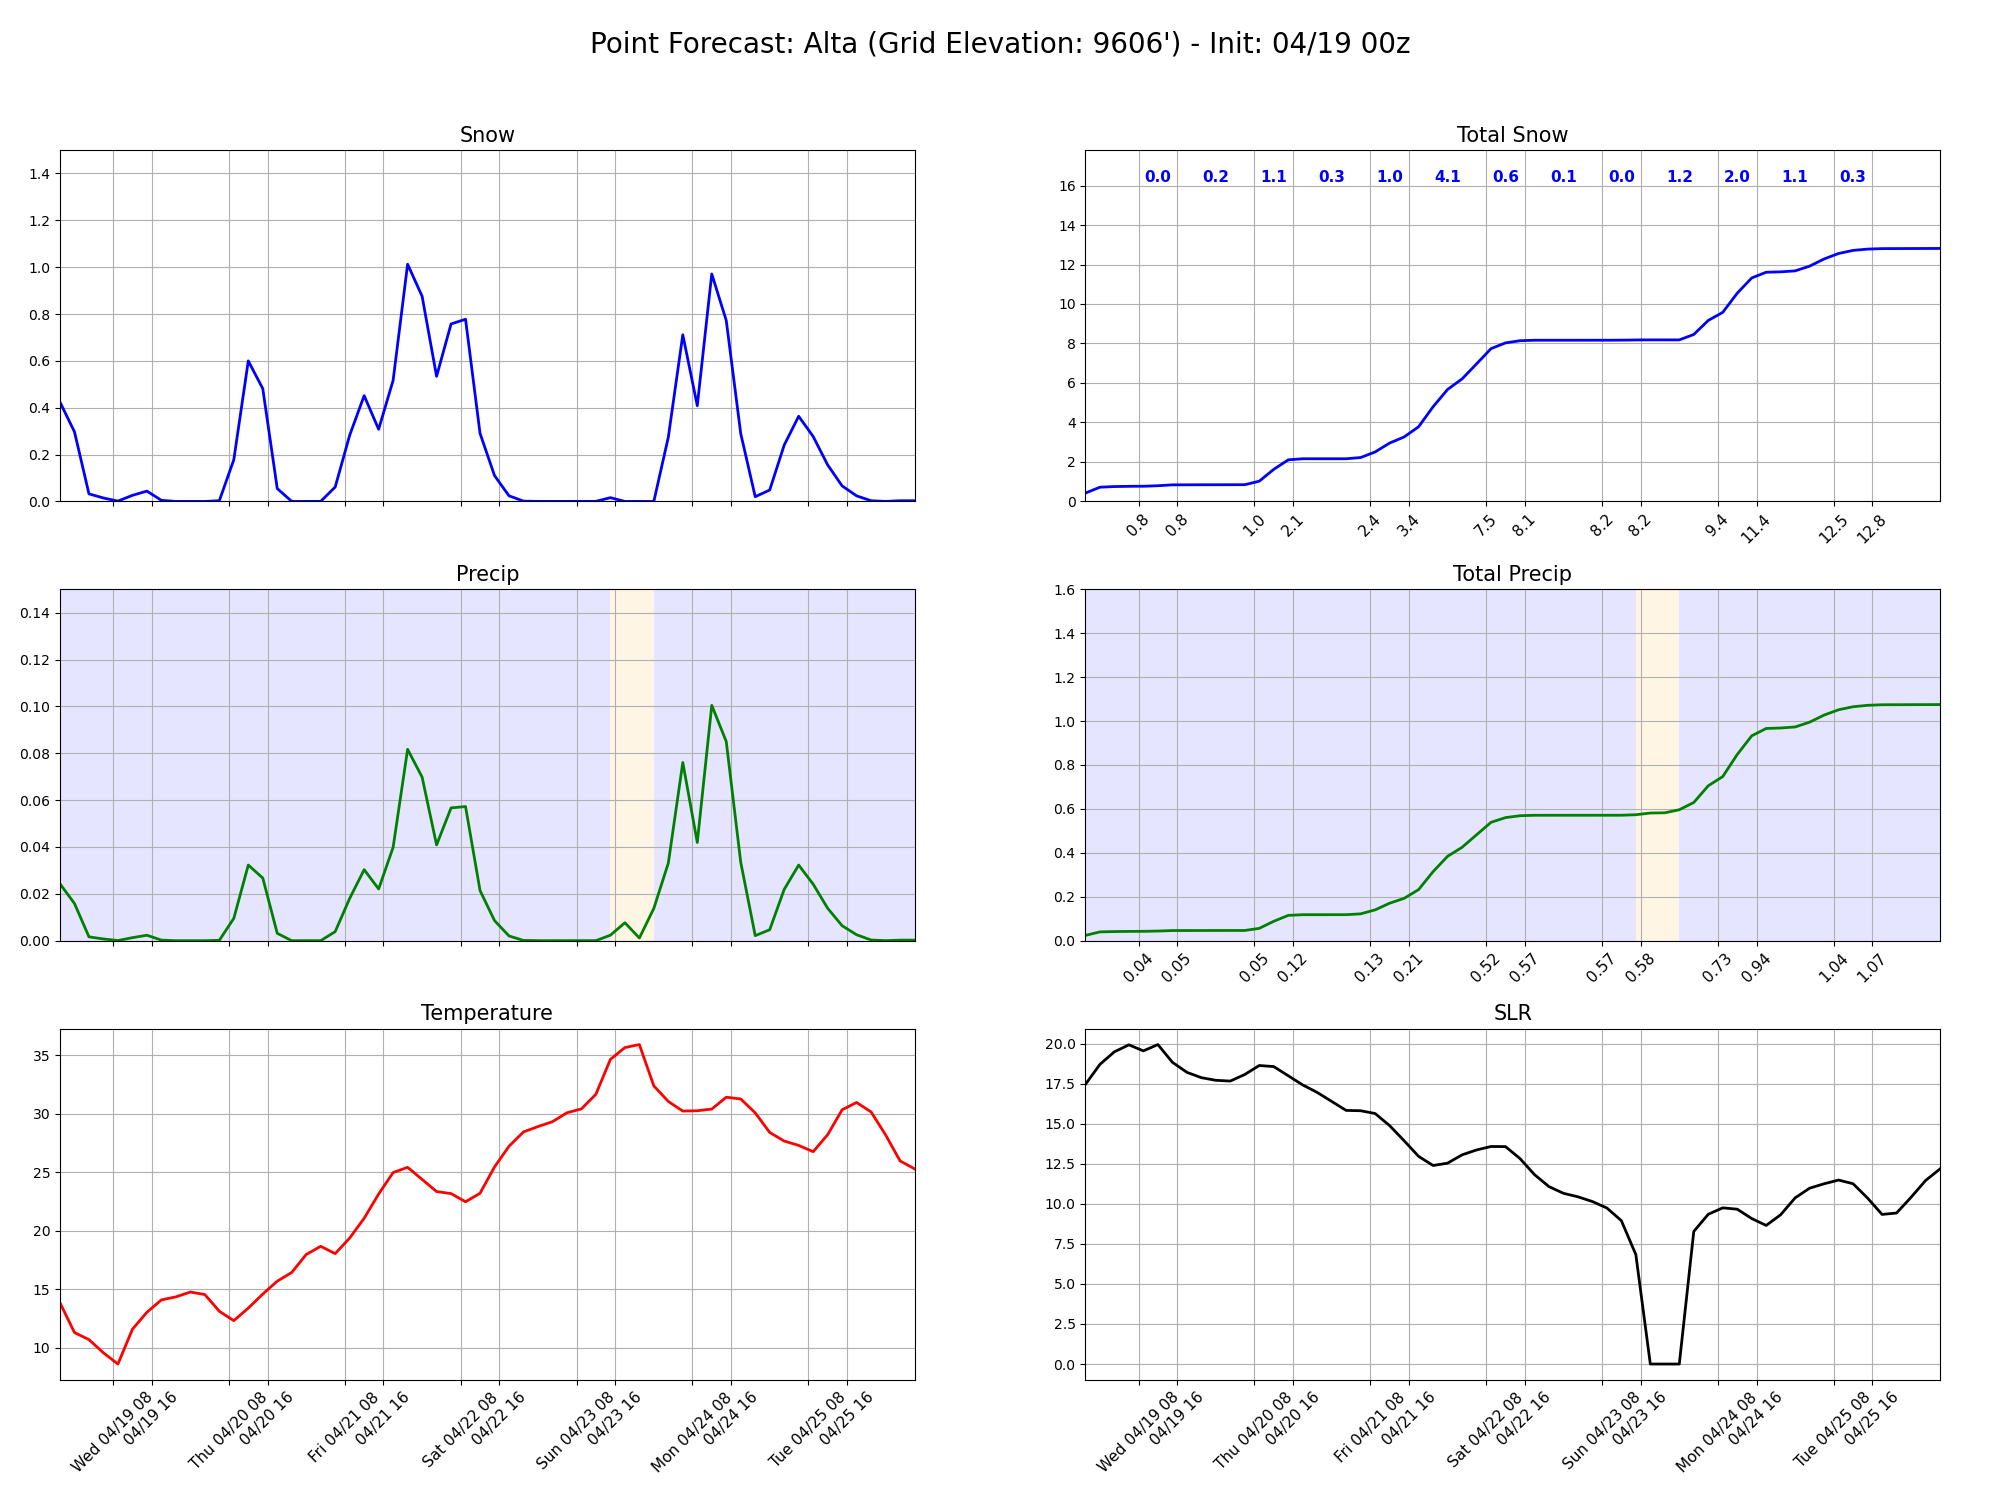 Point Forecast: Alta (Grid Elevation: 9606') - Init: 04/19 00z
Snow
1.4
1.2
1.0
0.8
0.6
0.4
0.2
0.0
Total Snow
0.0 0.2 1.1 0.3 1.0 4.1 0.6 0.1 0.0 1.2 2.0 1.1 0.3
16
14
12
10
8
6
4
2
0
0.8 0.8 1.0 2.1 2.4 3.4 7.5 8.1 8.2 8.2 9.4 11.4 12.5 12.8
Precip
0.14
0.12
0.10
0.08
0.06
0.04
0.02
0.00
Total Precip
1.6
1.4
1.2
1.0
0.8
0.6
0.4
0.2
0.0
0.04 0.05 0.05 0.12 0.13 0.21 0.52 0.57 0.57 0.58 0.73 0.94 1.04 1.07
Temperature
35
30
25
20
15
10
Wed 04/19 08
04/19 16
Thu 04/20 08
04/20 16
Fri 04/21 08
04/21 16
Sat 04/22 08
04/22 16
Sun 04/23 08
04/23 16
Mon 04/24 08
04/24 16
Tue 04/25 08
04/25 16
SLR
20.0
17.5
15.0
12.5
10.0
7.5
5.0
2.5
0.0
Wed 04/19 08
04/19 16
Thu 04/20 08
04/20 16
Fri 04/21 08
04/21 16
Sat 04/22 08
04/22 16
Sun 04/23 08
04/23 16
Mon 04/24 08
04/24 16
Tue 04/25 08
04/25 16